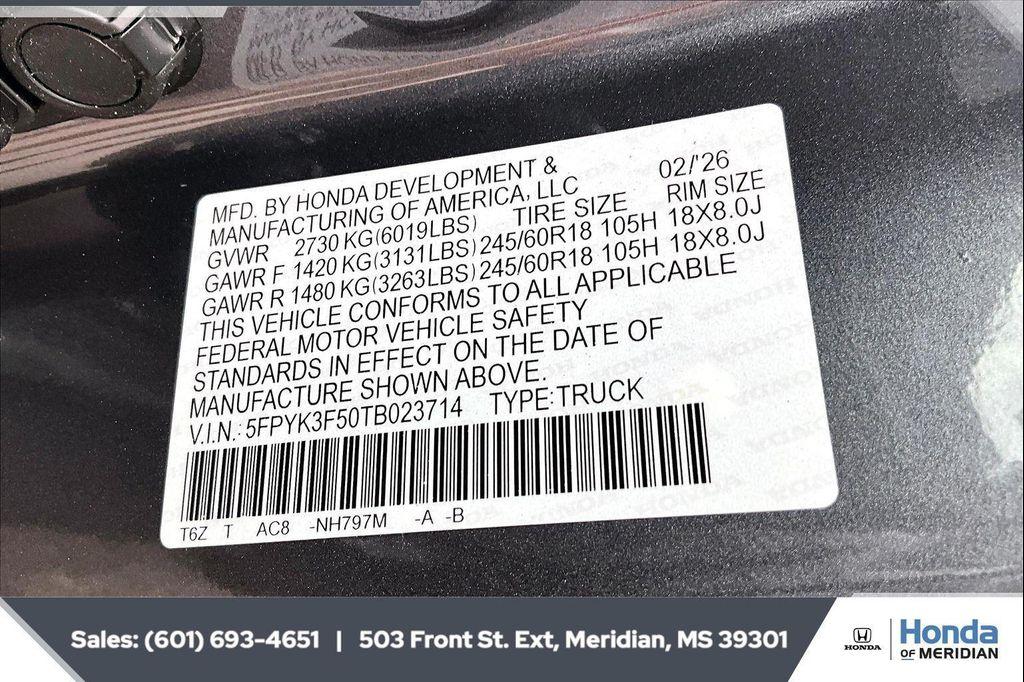 MFD. BY HONDA DEVELOPMENT & 02/'26
MANUFACTURING OF AMERICA, LLC
GVWR 2730 KG(6019LBS) TIRE SIZE RIM SIZE
GAWR F 1420 KG(3131LBS) 245/60R18 105H 18X8.0J
GAWR R 1480 KG(3263LBS) 245/60R18 105H 18X8.0J
THIS VEHICLE CONFORMS TO ALL APPLICABLE
FEDERAL MOTOR VEHICLE SAFETY
STANDARDS IN EFFECT ON THE DATE OF
MANUFACTURE SHOWN ABOVE.
V.I.N.: 5FPYK3F50TB023714 TYPE:TRUCK
T6Z T AC8 -NH797M -A -B
Sales: (601) 693-4651 | 503 Front St. Ext, Meridian, MS 39301
HONDA
Honda
OF MERIDIAN